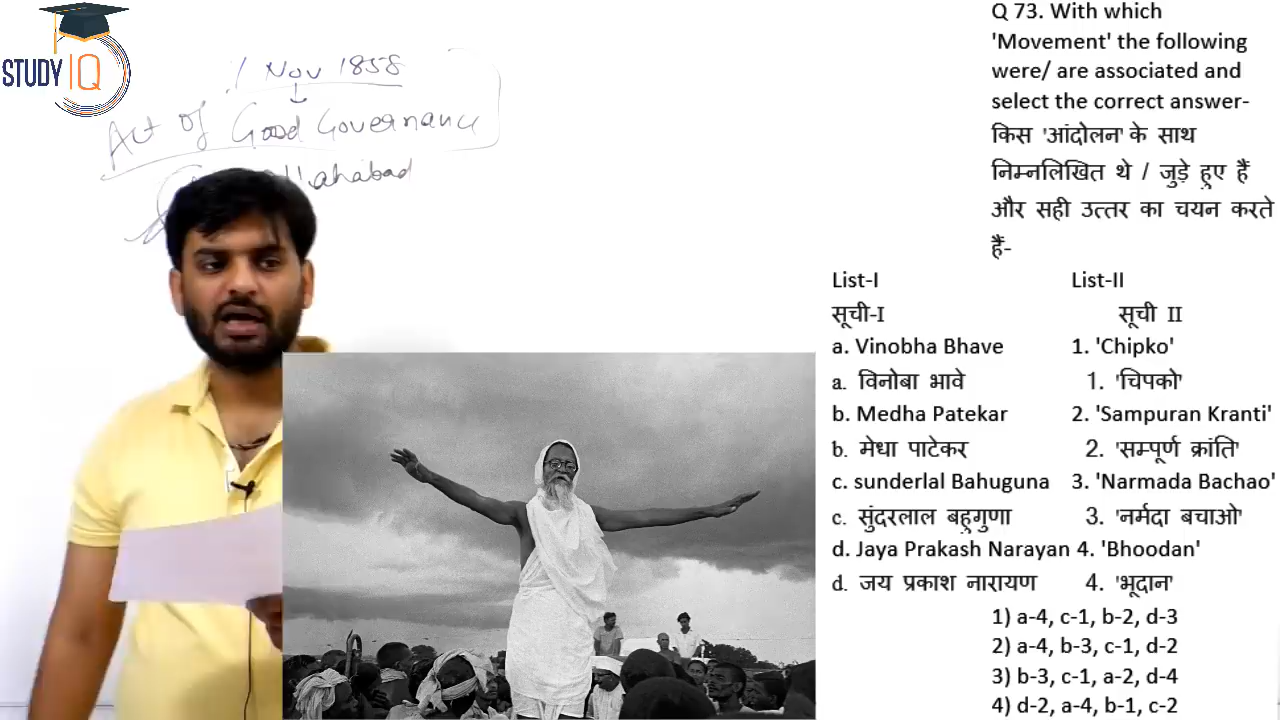 STUDY IQ
1 Nov 1858
Act of Good Governance
Allahabad
Q 73. With which
'Movement' the following
were/ are associated and
select the correct answer-
किस 'आंदोलन' के साथ
निम्नलिखित थे / जुड़े हुए हैं
और सही उत्तर का चयन करते
हैं-
List-I List-II
सूची-I सूची II
a. Vinobha Bhave 1. 'Chipko'
a. विनोबा भावे 1. 'चिपको'
b. Medha Patekar 2. 'Sampuran Kranti'
b. मेधा पाटेकर 2. 'सम्पूर्ण क्रांति'
c. sunderlal Bahuguna 3. 'Narmada Bachao'
c. सुंदरलाल बहुगुणा 3. 'नर्मदा बचाओ'
d. Jaya Prakash Narayan 4. 'Bhoodan'
d. जय प्रकाश नारायण 4. 'भूदान'
1) a-4, c-1, b-2, d-3
2) a-4, b-3, c-1, d-2
3) b-3, c-1, a-2, d-4
4) d-2, a-4, b-1, c-2